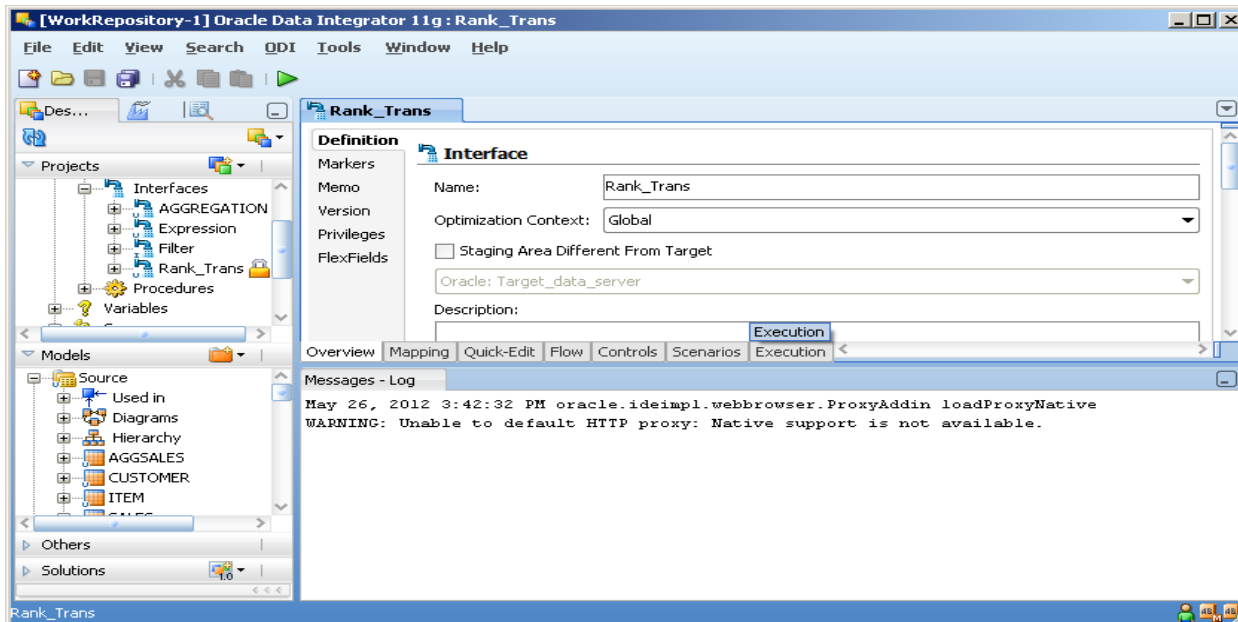 [WorkRepository-1] Oracle Data Integrator 11g : Rank_Trans
File Edit View Search ODI Tools Window Help
Des...
Projects
Interfaces
AGGREGATION
Expression
Filter
Rank_Trans
Procedures
Variables
Models
Source
Used in
Diagrams
Hierarchy
AGGSALES
CUSTOMER
ITEM
Others
Solutions
1.0
Rank_Trans
Definition
Markers
Memo
Version
Privileges
FlexFields
Interface
Name: Rank_Trans
Optimization Context: Global
Staging Area Different From Target
Oracle: Target_data_server
Description:
Execution
Overview Mapping Quick-Edit Flow Controls Scenarios Execution
Messages - Log
May 26, 2012 3:42:32 PM oracle.ideimpl.webbrowser.ProxyAddin loadProxyNative
WARNING: Unable to default HTTP proxy: Native support is not available.
Rank_Trans